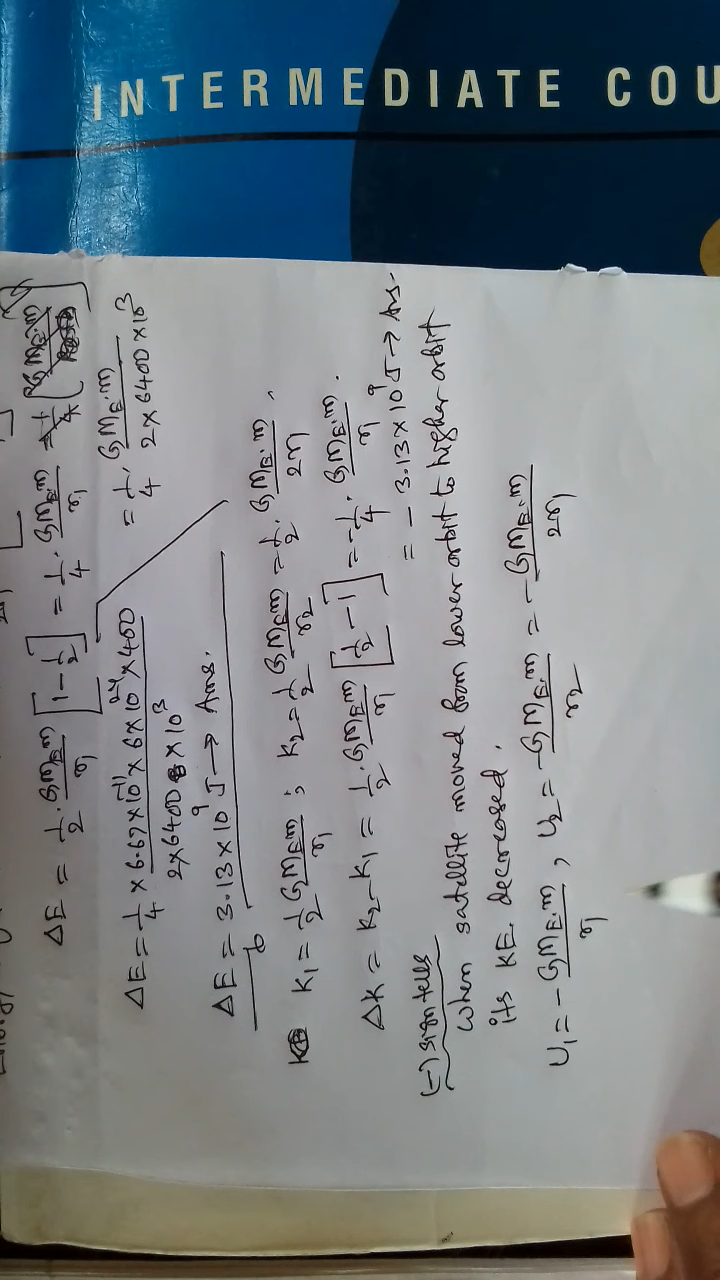 INTERMEDIATE COU
ΔE = 1/2 · GM_E·m/r₁ [1 - 1/2] = 1/4 · GM_E·m/r₁
= 1/4 · GM_E·m/2×6400×10³
ΔE = 1/4 × 6.67×10⁻¹¹ × 6×10²⁴ × 400/2×6400×10³
ΔE = 3.13×10⁹ J → Ans.
K₁ = 1/2 GM_E·m/r₁ ; K₂ = 1/2 GM_E·m/r₂ = 1/2 · GM_E·m/2r₁ .
ΔK = K₂ - K₁ = 1/2 · GM_E·m/r₁ [1/2 - 1] = -1/4 · GM_E·m/r₁ .
= - 3.13×10⁹ J → Ans.
(-) sign tells
When satellite moved from lower orbit to higher orbit
its KE. decreased.
U₁ = - GM_E·m/r₁ , U₂ = - GM_E·m/r₂ = - GM_E·m/2r₁